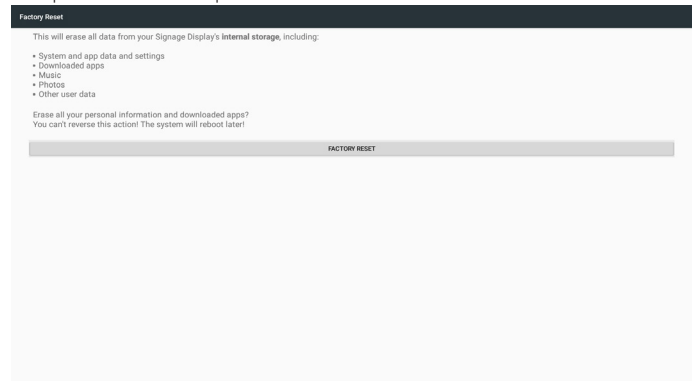 Factory Reset
This will erase all data from your Signage Display's internal storage, including:
• System and app data and settings
• Downloaded apps
• Music
• Photos
• Other user data
Erase all your personal information and downloaded apps?
You can't reverse this action! The system will reboot later!
FACTORY RESET